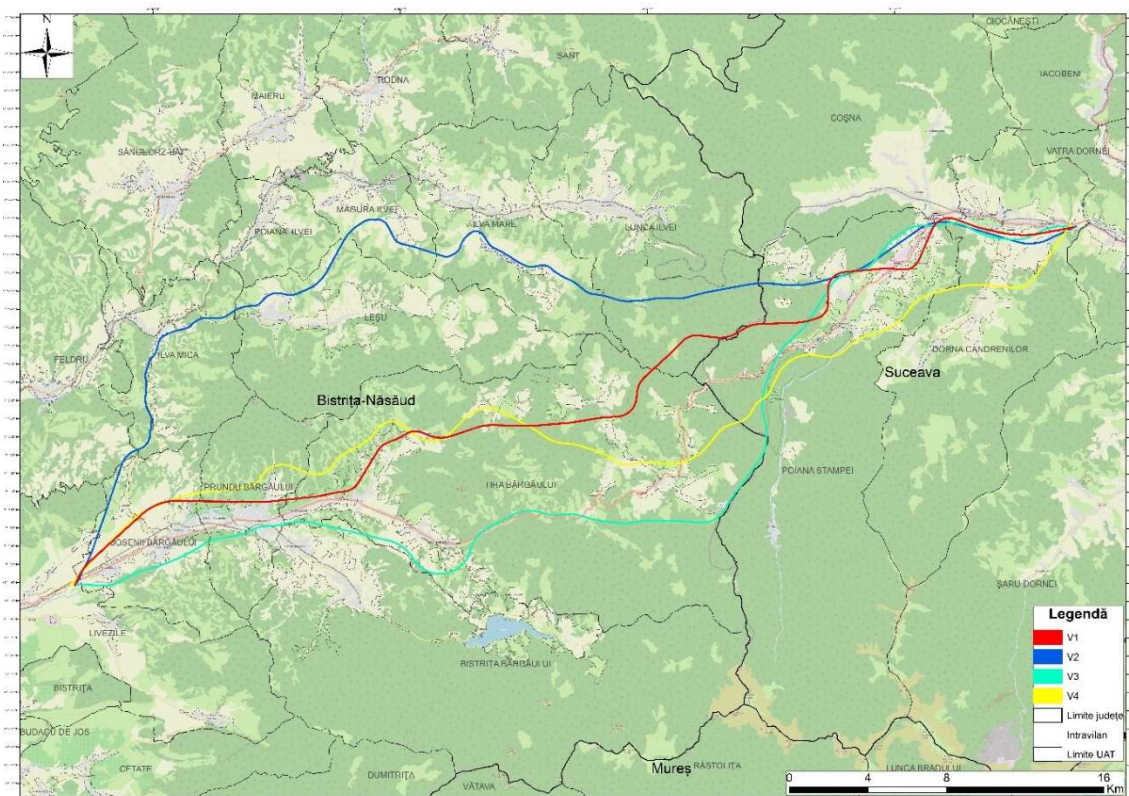 N
CIOCĂNEȘTI
ȘANȚ
IACOBENI
RODNA
MAIERU
COȘNA
VATRA DORNEI
MĂGURA ILVEI
ILVA MARE
POIANA ILVEI
LUNCA ILVEI
LEȘU
FELDRU
ILVA MICĂ
DORNA CANDRENILOR
Suceava
Bistrița-Năsăud
POIANA STAMPEI
PRUNDU BÂRGĂULUI
TIHA BÂRGĂULUI
JOSENII BÂRGĂULUI
ȘARU DORNEI
LIVEZILE
BISTRIȚA BÂRGĂULUI
BISTRIȚA
BUDACU DE JOS
CETATE
DUMITRIȚA
VĂTAVA
Mureș
RĂSTOLIȚA
LUNCA BRADULUI
Legendă
V1
V2
V3
V4
Limite județe
Intravilan
Limite UAT
0 4 8 16
Km